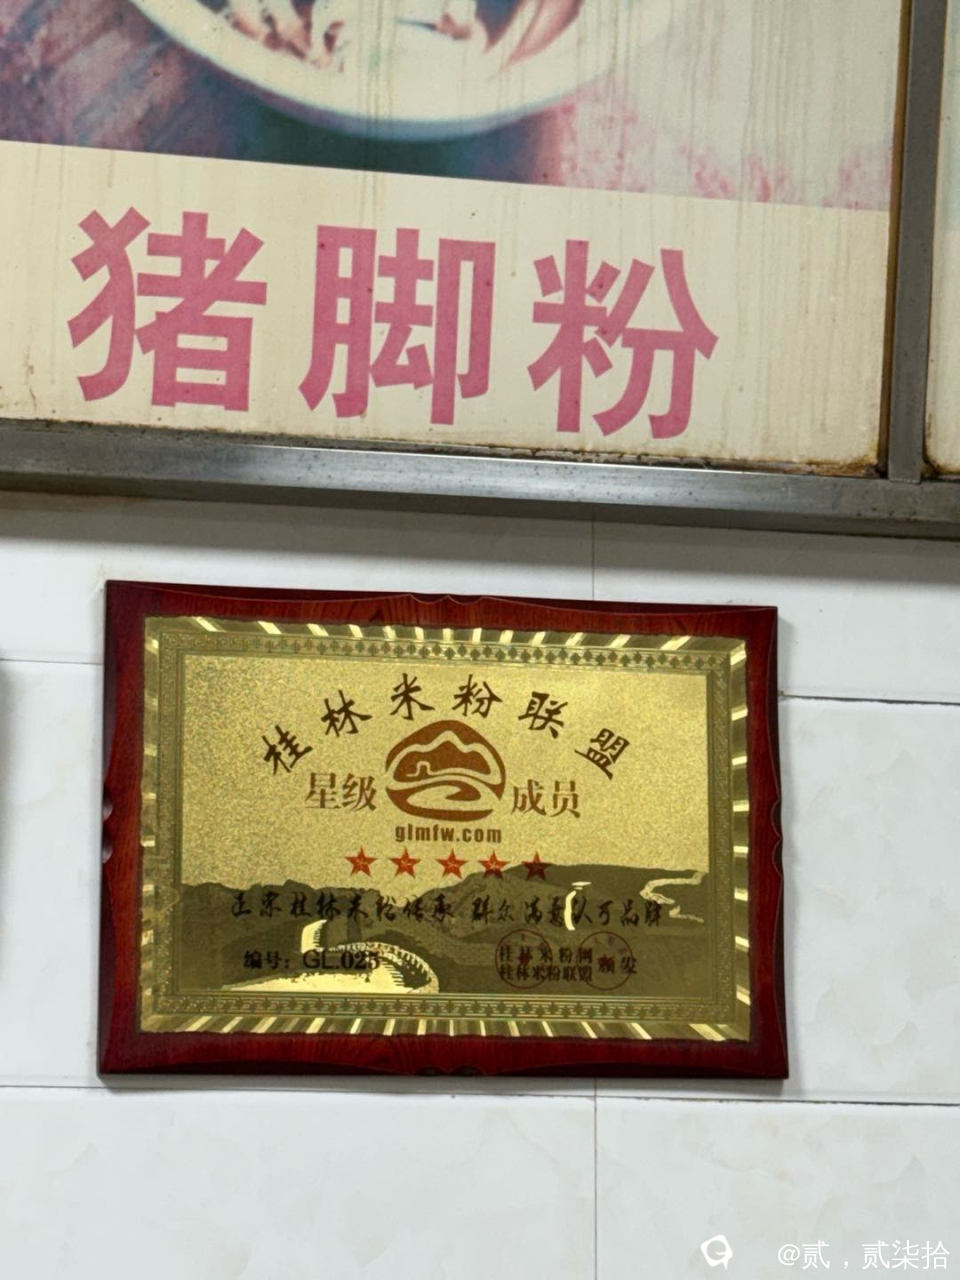 猪脚粉
桂林米粉联盟
星级 成员
glmfw.com
正宗桂林米粉传承 群众满意认可品牌
编号：GL.025
桂林米粉网
桂林米粉联盟 颁发
@贰，贰柒拾